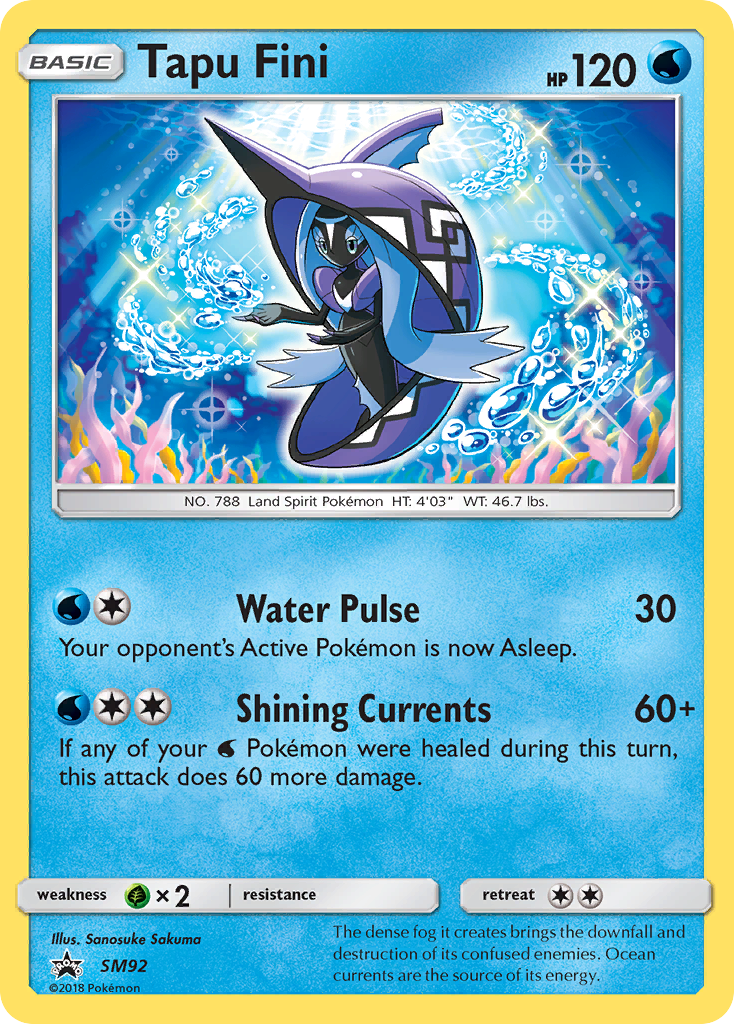 BASIC Tapu Fini HP 120
NO. 788 Land Spirit Pokémon HT: 4'03" WT: 46.7 lbs.
Water Pulse 30
Your opponent's Active Pokémon is now Asleep.
Shining Currents 60+
If any of your Pokémon were healed during this turn,
this attack does 60 more damage.
weakness ×2 resistance retreat
Illus. Sanosuke Sakuma
PROMO SM92
©2018 Pokémon
The dense fog it creates brings the downfall and
destruction of its confused enemies. Ocean
currents are the source of its energy.